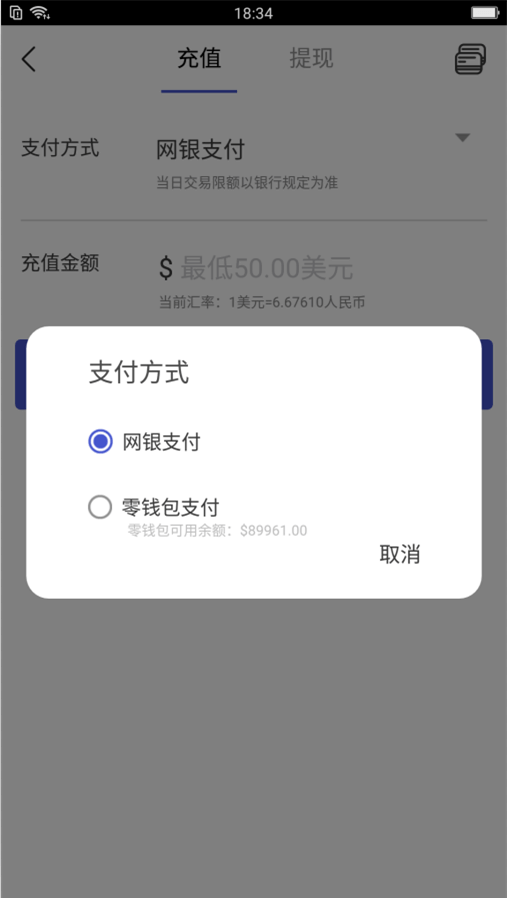 18:34
充值 提现
支付方式 网银支付
当日交易限额以银行规定为准
充值金额 $ 最低50.00美元
当前汇率：1美元=6.67610人民币
支付方式
网银支付
零钱包支付
零钱包可用余额：$89961.00
取消